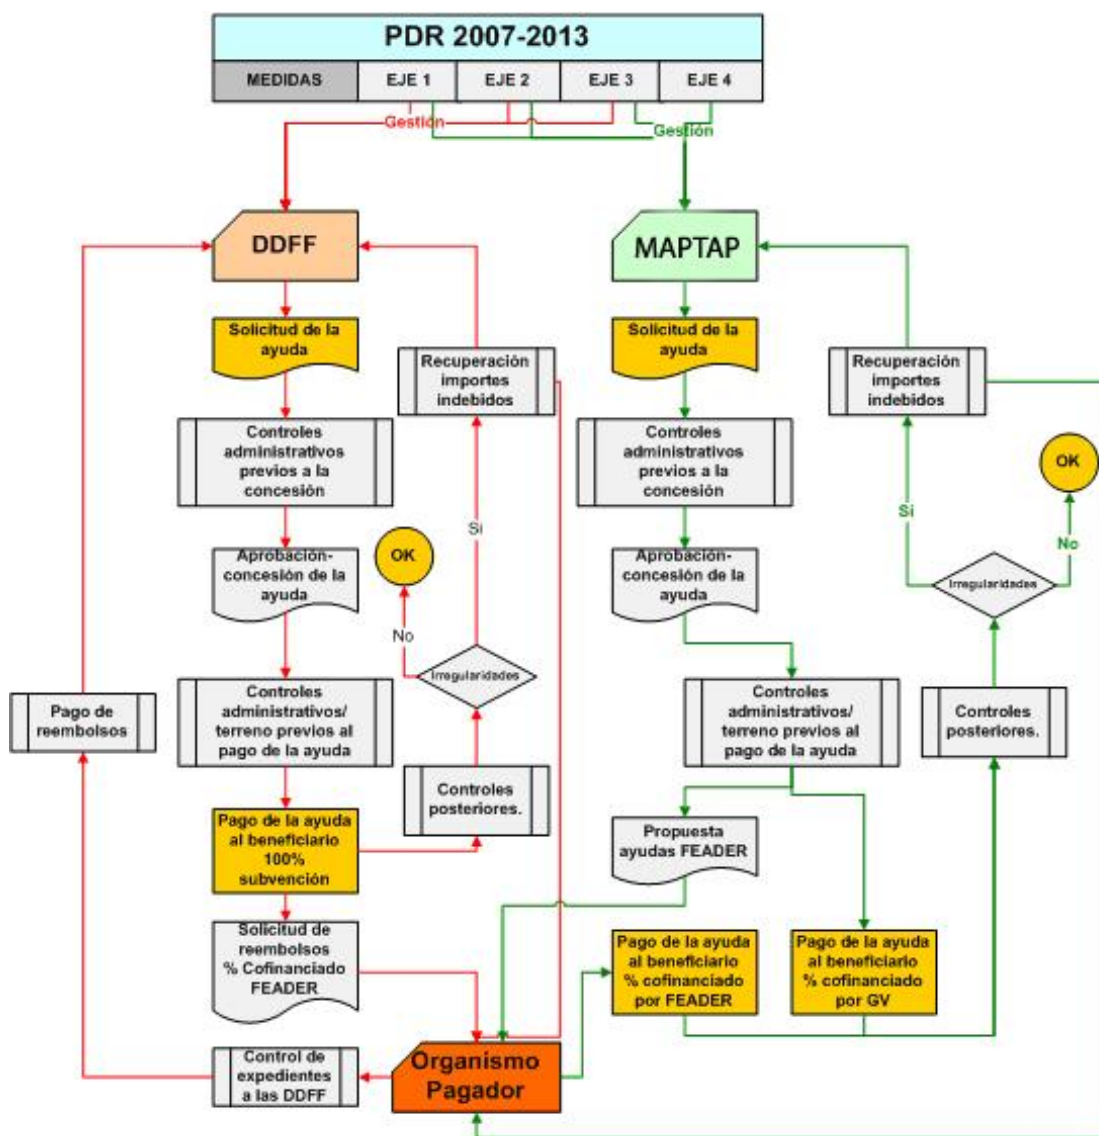 PDR 2007-2013
MEDIDAS
EJE 1
EJE 2
EJE 3
EJE 4
Gestión
Gestión
DDFF
MAPTAP
Solicitud de la
ayuda
Recuperación
importes
indebidos
Solicitud de la
ayuda
Recuperación
importes
indebidos
Controles
administrativos
previos a la
concesión
Controles
administrativos
previos a la
concesión
OK
Si
Si
No
OK
Aprobación-
concesión de la
ayuda
Aprobación-
concesión de la
ayuda
Irregularidades
No
Irregularidades
Pago de
reembolsos
Controles
administrativos/
terreno previos al
pago de la ayuda
Controles
administrativos/
terreno previos al
pago de la ayuda
Controles
posteriores.
Controles
posteriores.
Pago de la ayuda
al beneficiario
100%
subvención
Propuesta
ayudas FEADER
Solicitud de
reembolsos
% Cofinanciado
FEADER
Pago de la ayuda
al beneficiario
% cofinanciado
por FEADER
Pago de la ayuda
al beneficiario
% cofinanciado
por GV
Control de
expedientes
a las DDFF
Organismo
Pagador